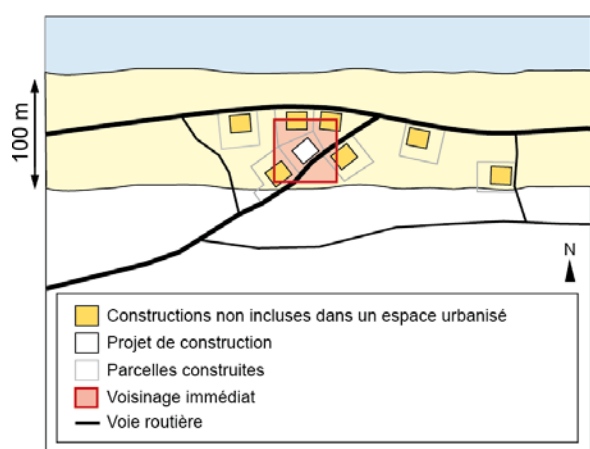 100 m
N
Constructions non incluses dans un espace urbanisé
Projet de construction
Parcelles construites
Voisinage immédiat
Voie routière